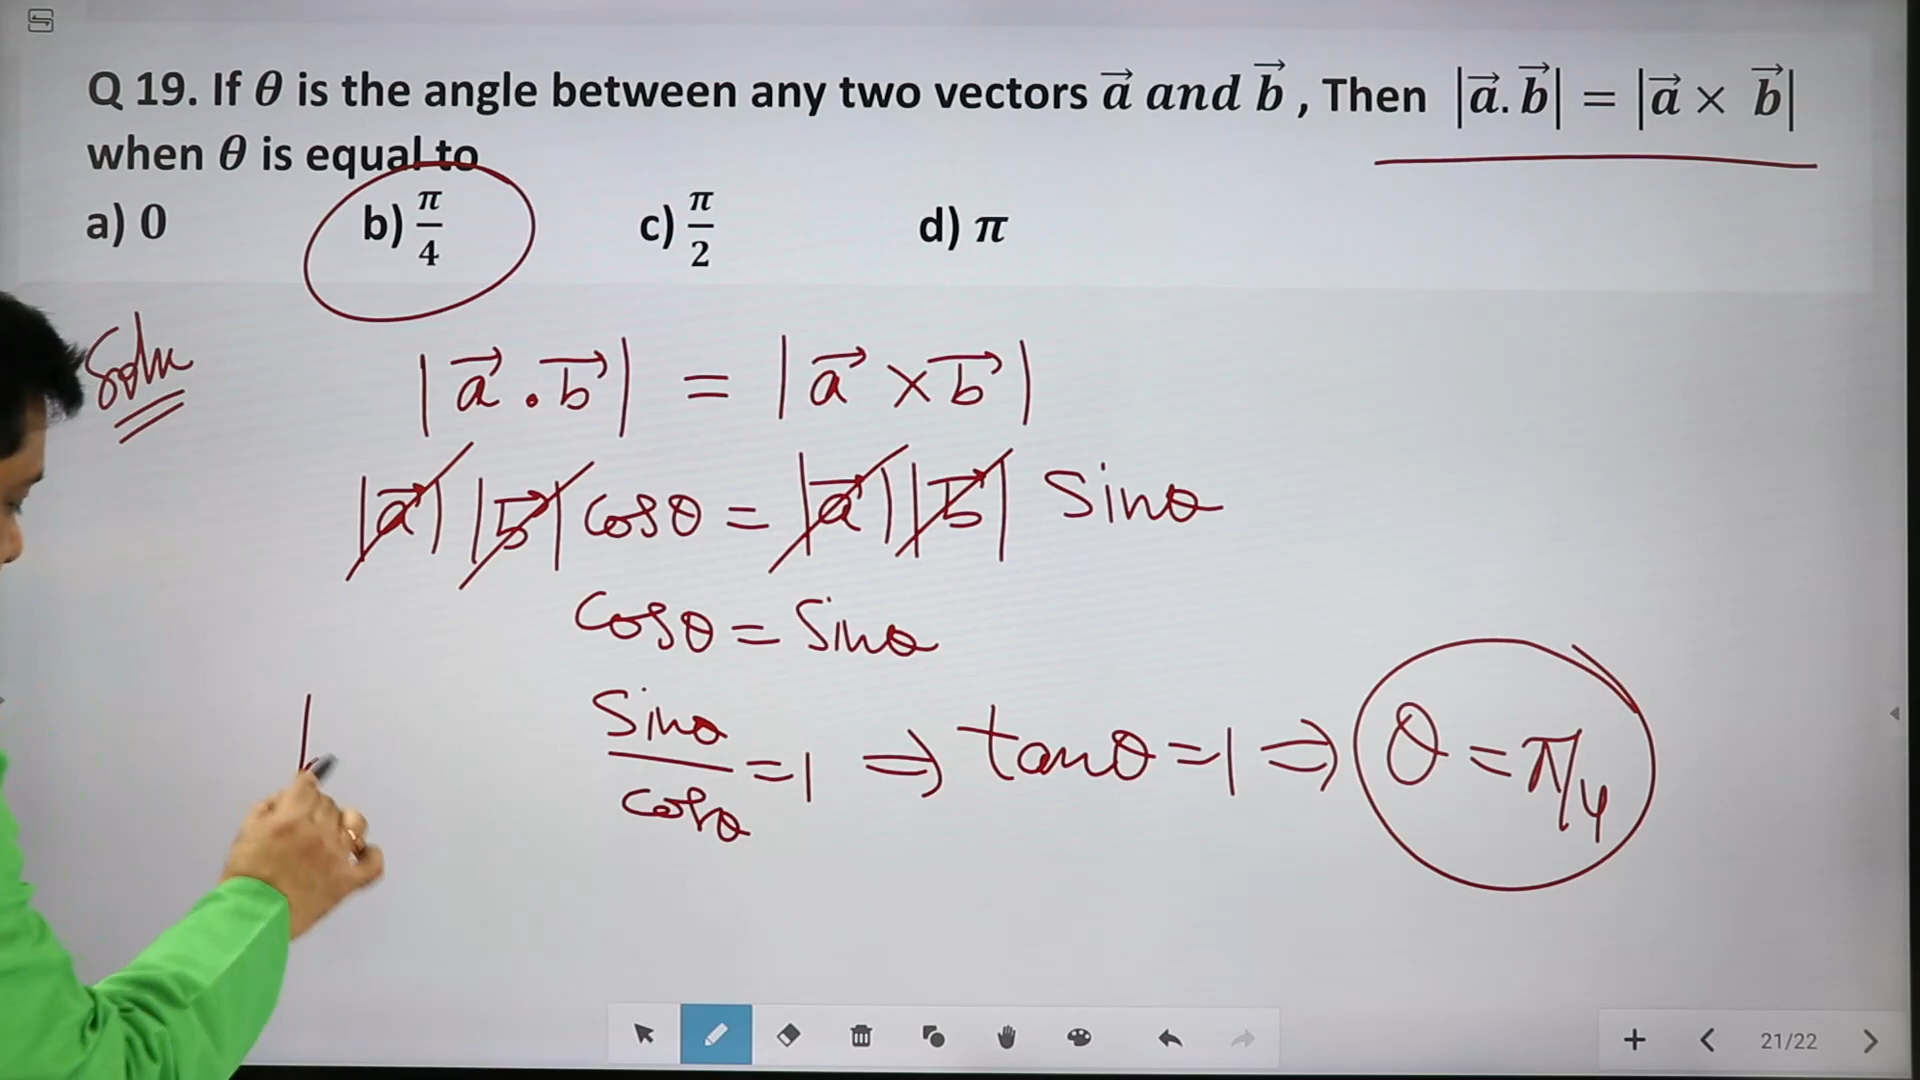 Q 19. If θ is the angle between any two vectors a⃗ and b⃗ , Then |a⃗. b⃗| = |a⃗ × b⃗|
when θ is equal to
a) 0 b) π/4 c) π/2 d) π
Soln
|a⃗ . b⃗| = |a⃗ × b⃗|
|a⃗| |b⃗| cosθ = |a⃗| |b⃗| Sinθ
Cosθ = Sinθ
Sinθ/cosθ = 1 ⇒ tanθ = 1 ⇒ θ = π/4
21/22